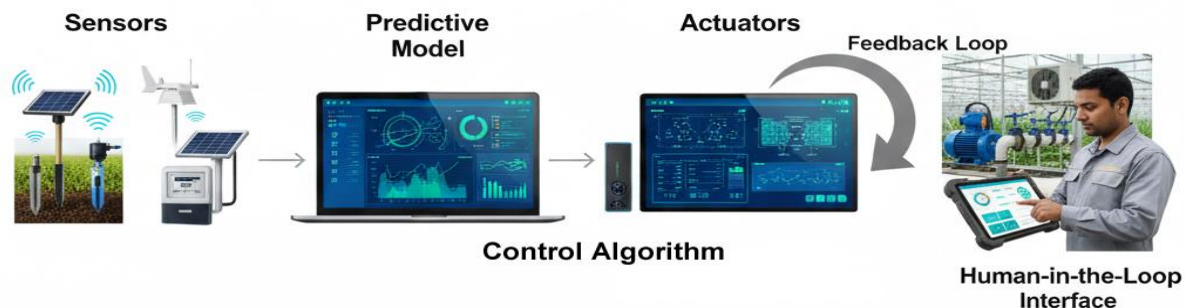 Sensors
Predictive
Model
Actuators
Feedback Loop
Control Algorithm
Human-in-the-Loop
Interface